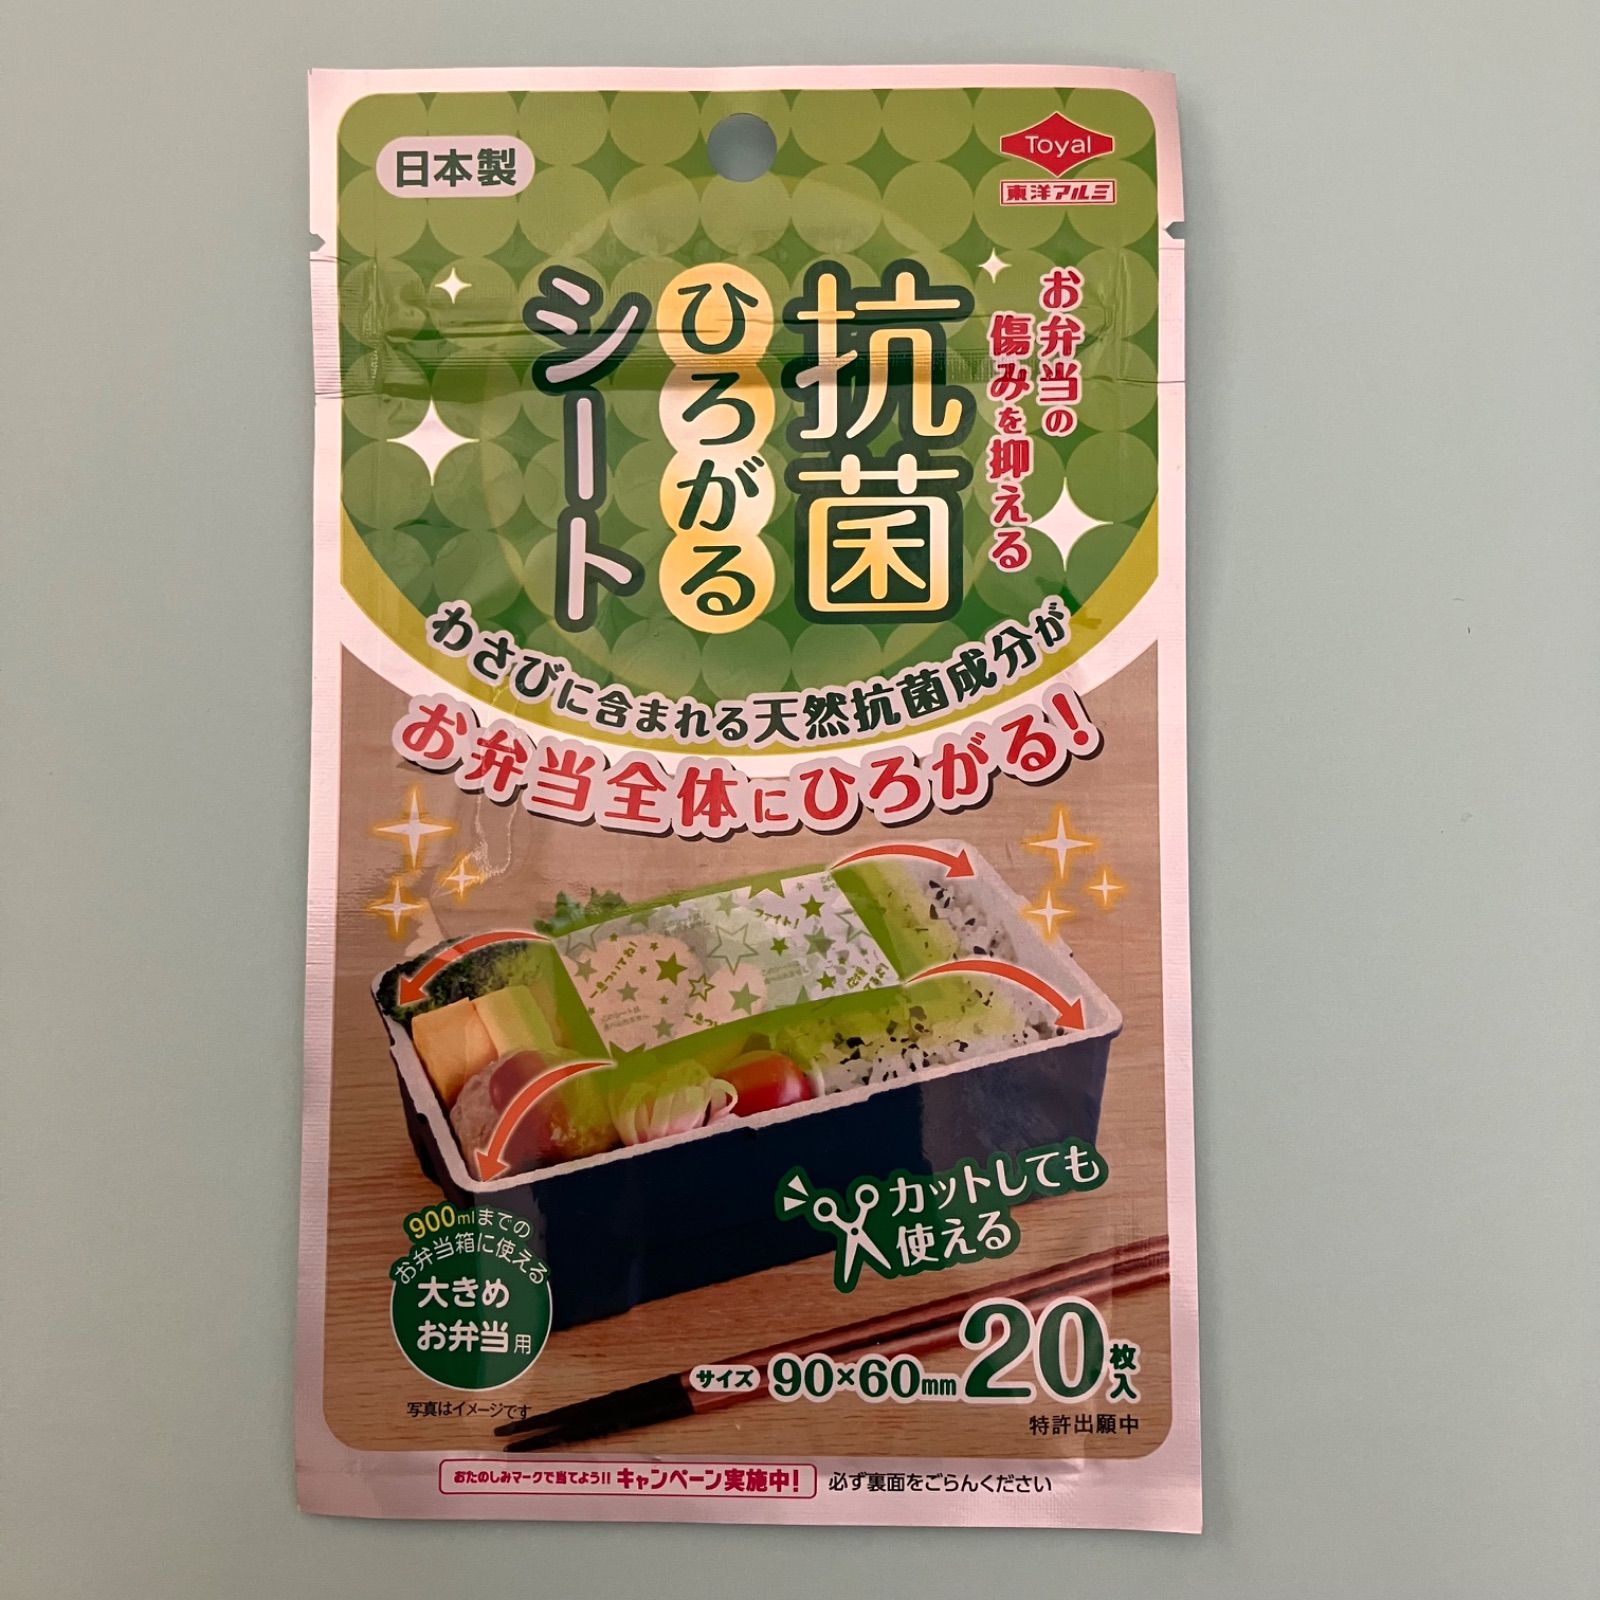 日本製
Toyal
東洋アルミ
お弁当の
傷みを抑える
抗菌
ひろがる
シート
わさびに含まれる天然抗菌成分が
お弁当全体にひろがる!
ファイト!
カットしても
使える
900mlまでの
お弁当箱に使える
大きめ
お弁当用
サイズ 90×60mm 20枚入
写真はイメージです
特許出願中
おたのしみマークで当てよう!! キャンペーン実施中!
必ず裏面をごらんください